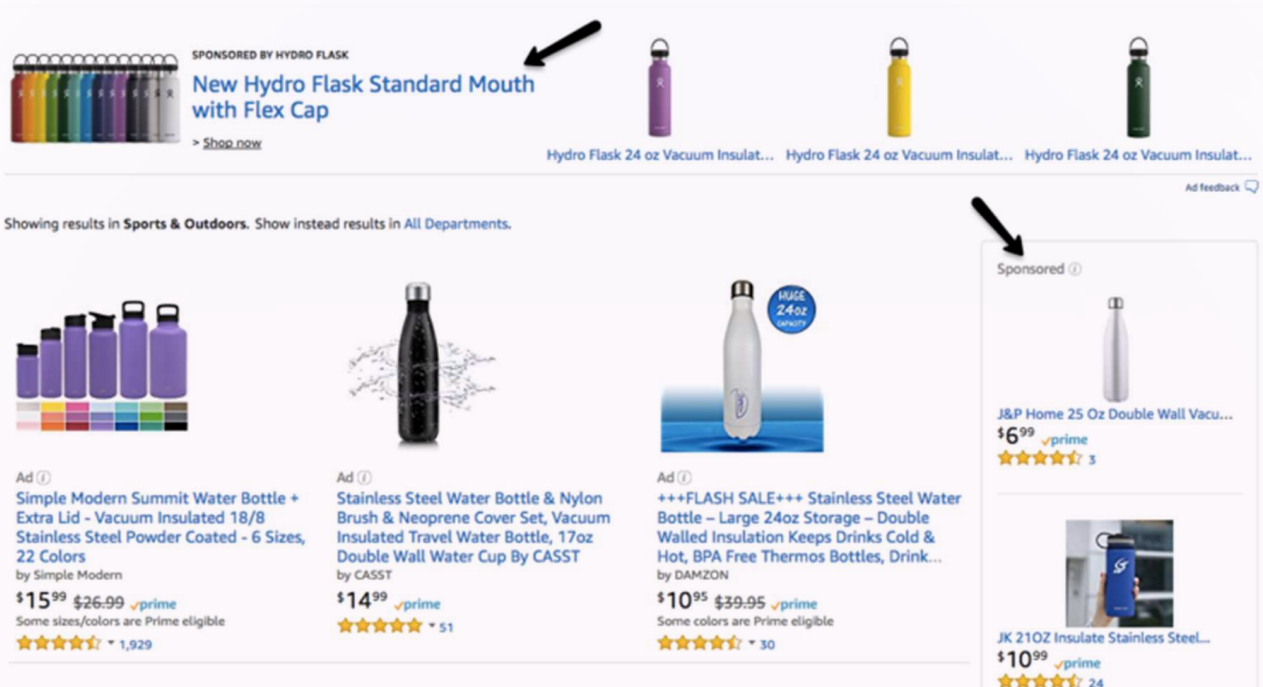 SPONSORED BY HYDRO FLASK
New Hydro Flask Standard Mouth
with Flex Cap
> Shop now
Hydro Flask 24 oz Vacuum Insulat...
Hydro Flask 24 oz Vacuum Insulat...
Hydro Flask 24 oz Vacuum Insulat...
Ad feedback
Showing results in Sports & Outdoors. Show instead results in All Departments.
Ad
Simple Modern Summit Water Bottle +
Extra Lid - Vacuum Insulated 18/8
Stainless Steel Powder Coated - 6 Sizes,
22 Colors
by Simple Modern
$15.99 $26.99 prime
Some sizes/colors are Prime eligible
1,929
Ad
Stainless Steel Water Bottle & Nylon
Brush & Neoprene Cover Set, Vacuum
Insulated Travel Water Bottle, 17oz
Double Wall Water Cup By CASST
by CASST
$14.99 prime
51
HUGE
24oz
CAPACITY
Ad
+++FLASH SALE+++ Stainless Steel Water
Bottle – Large 24oz Storage – Double
Walled Insulation Keeps Drinks Cold &
Hot, BPA Free Thermos Bottles, Drink...
by DAMZON
$10.95 $39.95 prime
Some colors are Prime eligible
30
Sponsored
J&P Home 25 Oz Double Wall Vacu...
$6.99 prime
3
JK 21OZ Insulate Stainless Steel...
$10.99 prime
24